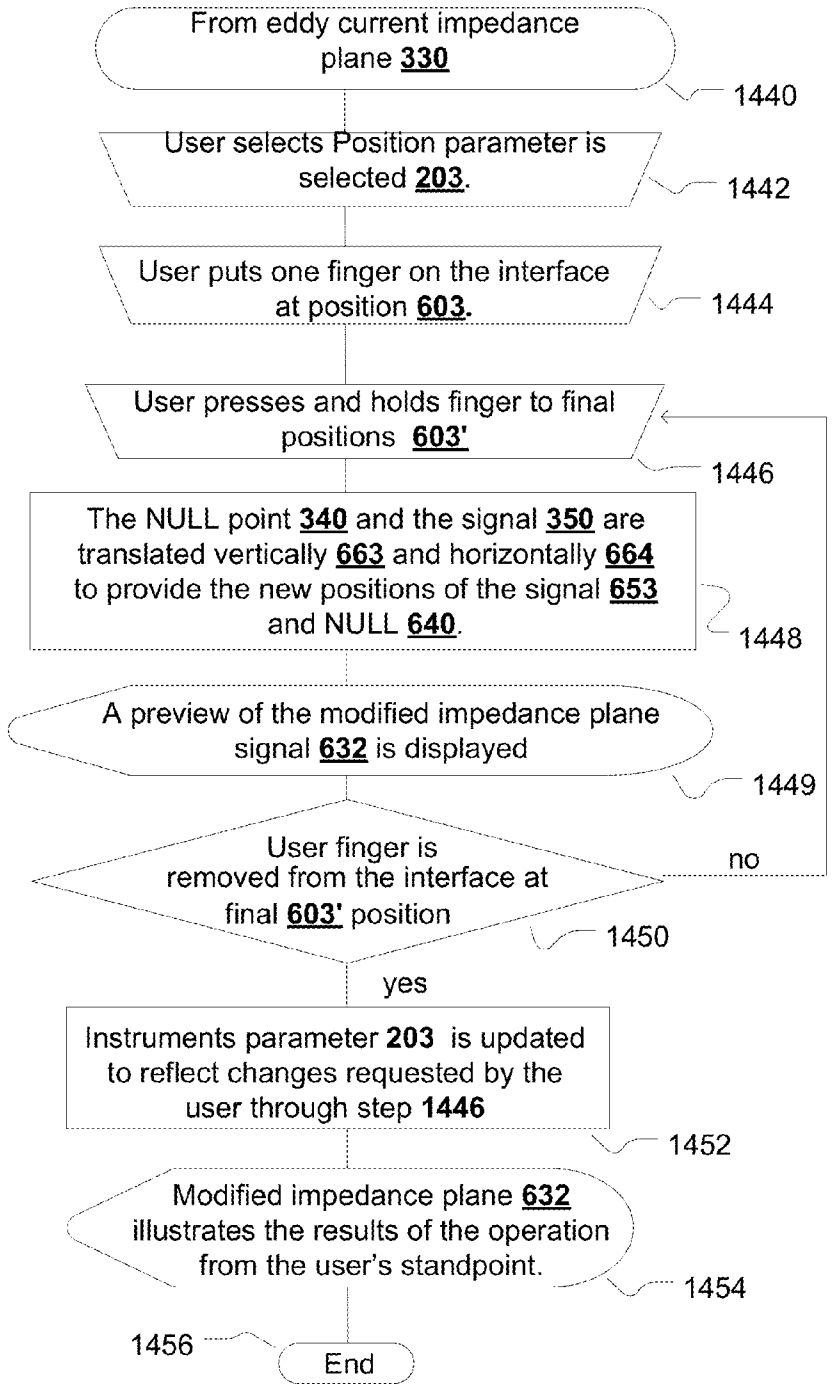 From eddy current impedance
plane 330
1440
User selects Position parameter is
selected 203.
1442
User puts one finger on the interface
at position 603.
1444
User presses and holds finger to final
positions 603'
1446
The NULL point 340 and the signal 350 are
translated vertically 663 and horizontally 664
to provide the new positions of the signal 653
and NULL 640.
1448
A preview of the modified impedance plane
signal 632 is displayed
1449
User finger is
removed from the interface at
final 603' position
no
1450
yes
Instruments parameter 203 is updated
to reflect changes requested by the
user through step 1446
1452
Modified impedance plane 632
illustrates the results of the operation
from the user's standpoint.
1454
1456
End